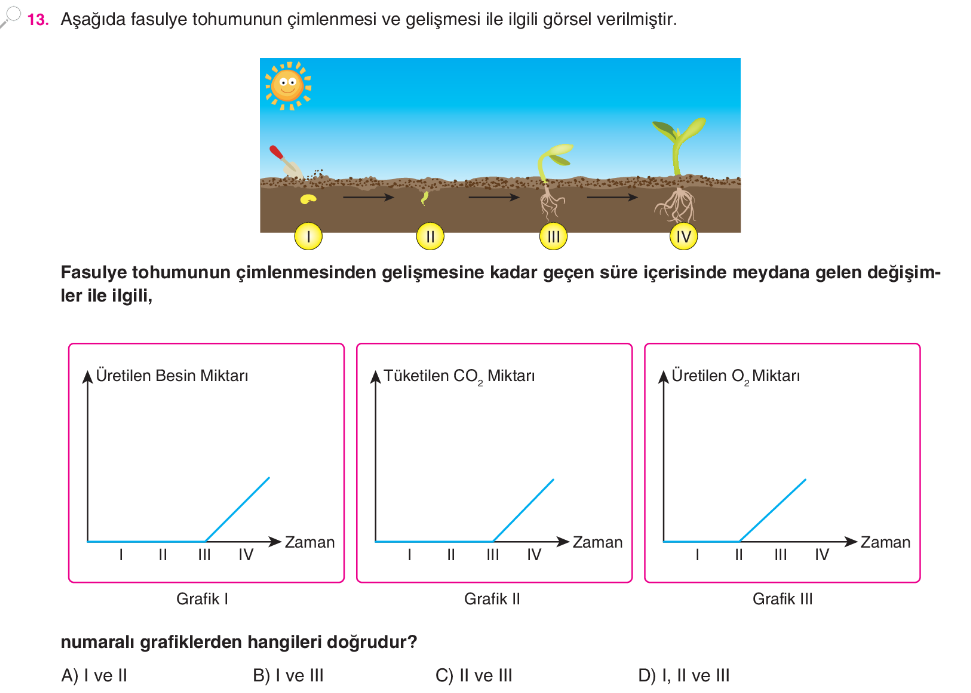 13. Aşağıda fasulye tohumunun çimlenmesi ve gelişmesi ile ilgili görsel verilmiştir.
I II III IV
Fasulye tohumunun çimlenmesinden gelişmesine kadar geçen süre içerisinde meydana gelen değişim-
ler ile ilgili,
Üretilen Besin Miktarı
Zaman
I II III IV
Grafik I
Tüketilen CO₂ Miktarı
Zaman
I II III IV
Grafik II
Üretilen O₂ Miktarı
Zaman
I II III IV
Grafik III
numaralı grafiklerden hangileri doğrudur?
A) I ve II B) I ve III C) II ve III D) I, II ve III